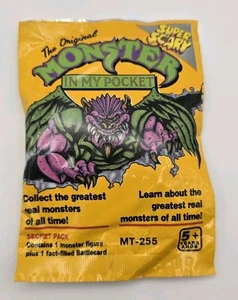 The Original
SUPER
SCARY
MONSTER
IN MY POCKET
Collect the greatest
real monsters
of all time!
Learn about the
greatest real
monsters of all time!
SECRET PACK
Contains 1 monster figure
plus 1 fact-filled Battlecard
MT-255
5+
YEARS